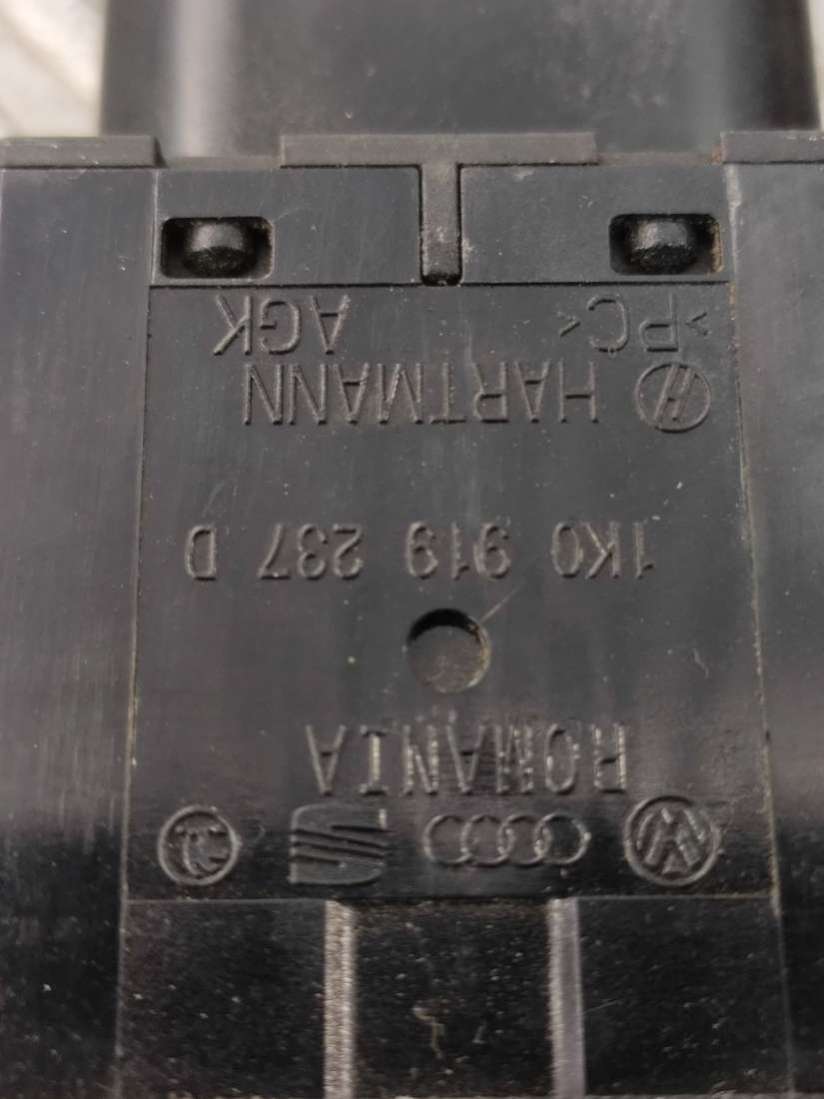 ROMANIA
1K0 919 237 D
HARTMANN
>PC< AGK